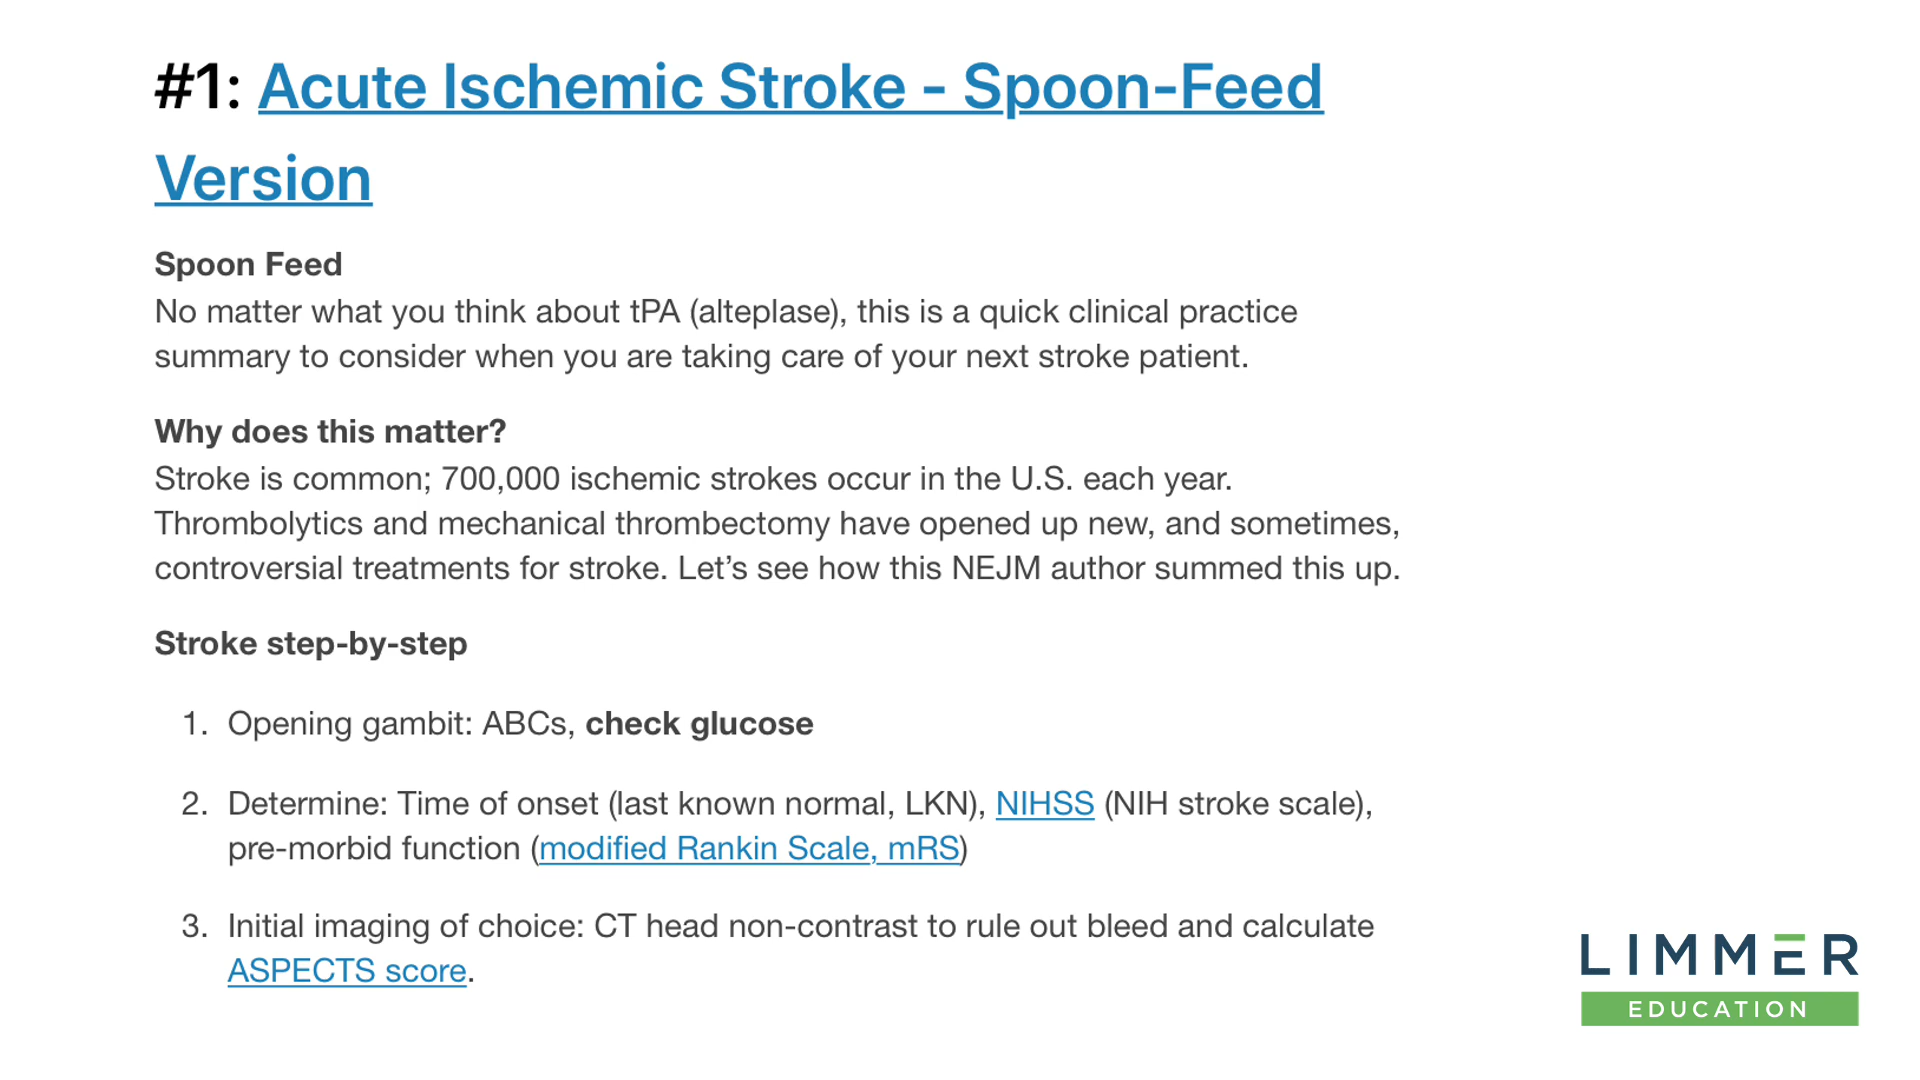 #1: Acute Ischemic Stroke - Spoon-Feed
Version
Spoon Feed
No matter what you think about tPA (alteplase), this is a quick clinical practice
summary to consider when you are taking care of your next stroke patient.
Why does this matter?
Stroke is common; 700,000 ischemic strokes occur in the U.S. each year.
Thrombolytics and mechanical thrombectomy have opened up new, and sometimes,
controversial treatments for stroke. Let’s see how this NEJM author summed this up.
Stroke step-by-step
1. Opening gambit: ABCs, check glucose
2. Determine: Time of onset (last known normal, LKN), NIHSS (NIH stroke scale),
pre-morbid function (modified Rankin Scale, mRS)
3. Initial imaging of choice: CT head non-contrast to rule out bleed and calculate
ASPECTS score.
LIMMER
EDUCATION